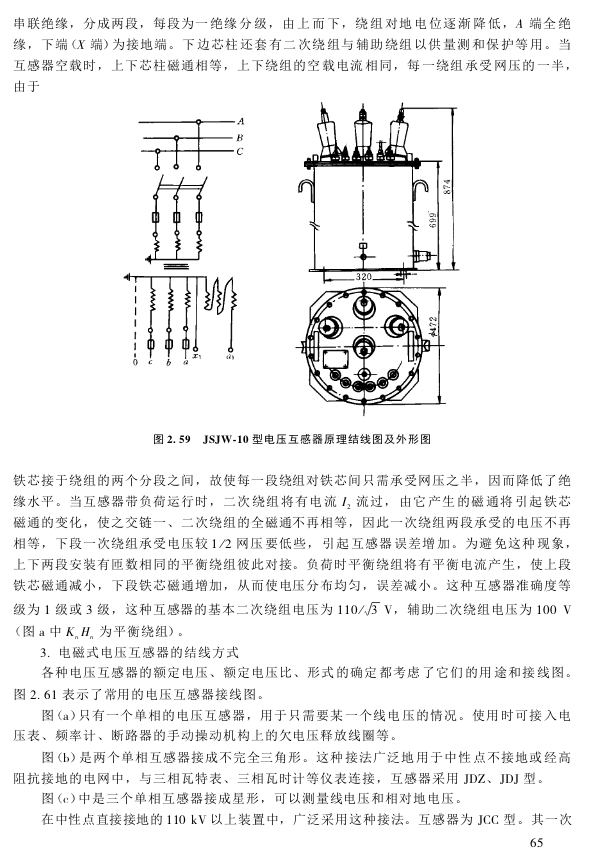 串联绝缘，分成两段，每段为一绝缘分级，由上而下，绕组对地电位逐渐降低，A 端全绝
缘，下端(X 端)为接地端。下边芯柱还套有二次绕组与辅助绕组以供量测和保护等用。当
互感器空载时，上下芯柱磁通相等，上下绕组的空载电流相同，每一绕组承受网压的一半，
由于
A
B
C
0
c
b
a
x₁
a₁
874
699
320
φ472
图 2.59 JSJW-10 型电压互感器原理结线图及外形图
铁芯接于绕组的两个分段之间，故使每一段绕组对铁芯间只需承受网压之半，因而降低了绝
缘水平。当互感器带负荷运行时，二次绕组将有电流 I₂ 流过，由它产生的磁通将引起铁芯
磁通的变化，使之交链一、二次绕组的全磁通不再相等，因此一次绕组两段承受的电压不再
相等，下段一次绕组承受电压较 1/2 网压要低些，引起互感器误差增加。为避免这种现象，
上下两段安装有匝数相同的平衡绕组彼此对接。负荷时平衡绕组将有平衡电流产生，使上段
铁芯磁通减小，下段铁芯磁通增加，从而使电压分布均匀，误差减小。这种互感器准确度等
级为 1 级或 3 级，这种互感器的基本二次绕组电压为 110/√3 V，辅助二次绕组电压为 100 V
(图 a 中 KₙHₙ 为平衡绕组)。
3. 电磁式电压互感器的结线方式
各种电压互感器的额定电压、额定电压比、形式的确定都考虑了它们的用途和接线图。
图 2.61 表示了常用的电压互感器接线图。
图(a)只有一个单相的电压互感器，用于只需要某一个线电压的情况。使用时可接入电
压表、频率计、断路器的手动操动机构上的欠电压释放线圈等。
图(b)是两个单相互感器接成不完全三角形。这种接法广泛地用于中性点不接地或经高
阻抗接地的电网中，与三相瓦特表、三相瓦时计等仪表连接，互感器采用 JDZ、JDJ 型。
图(c)中是三个单相互感器接成星形，可以测量线电压和相对地电压。
在中性点直接接地的 110 kV 以上装置中，广泛采用这种接法。互感器为 JCC 型。其一次
65